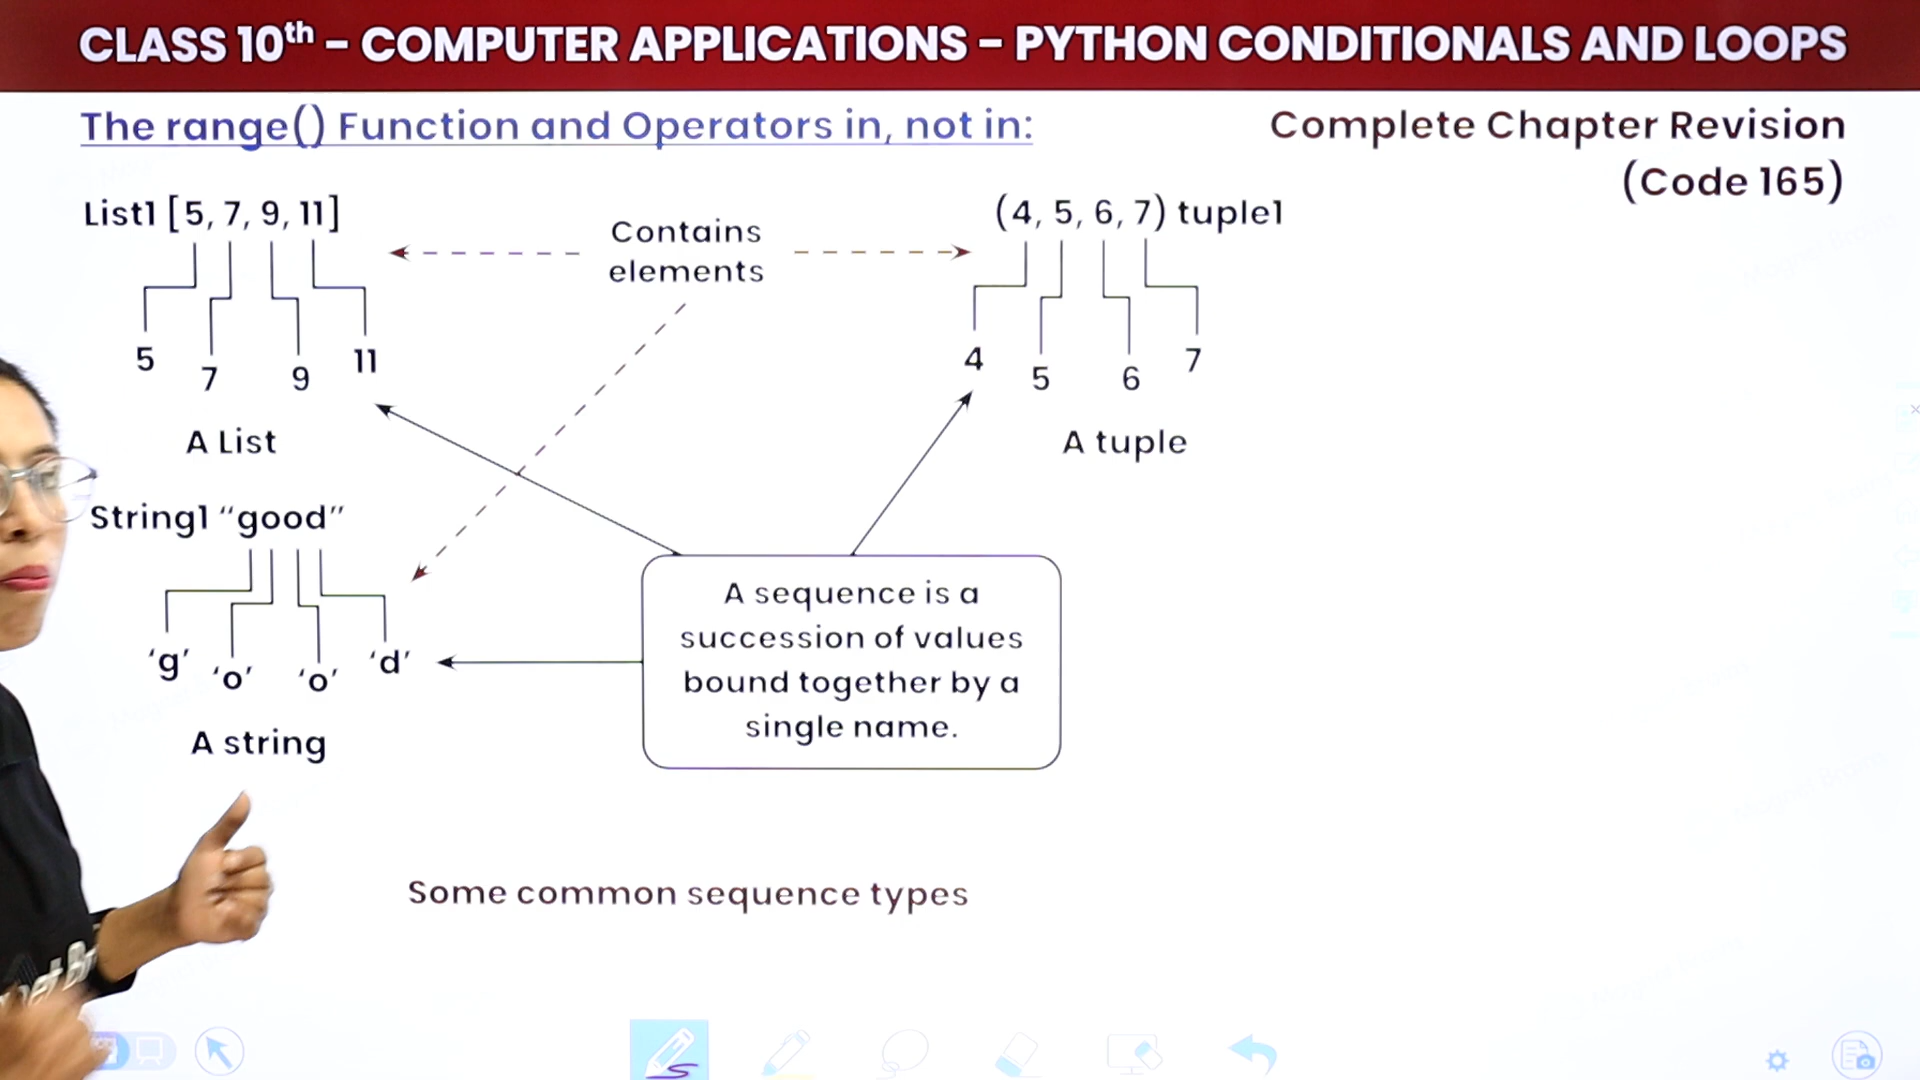 CLASS 10th – COMPUTER APPLICATIONS – PYTHON CONDITIONALS AND LOOPS
The range() Function and Operators in, not in:
Complete Chapter Revision
(Code 165)
List1 [5, 7, 9, 11]
Contains
elements
(4, 5, 6, 7) tuple1
5
7
9
11
4
5
6
7
A List
A tuple
String1 “good”
‘g’
‘o’
‘o’
‘d’
A sequence is a
succession of values
bound together by a
single name.
A string
Some common sequence types